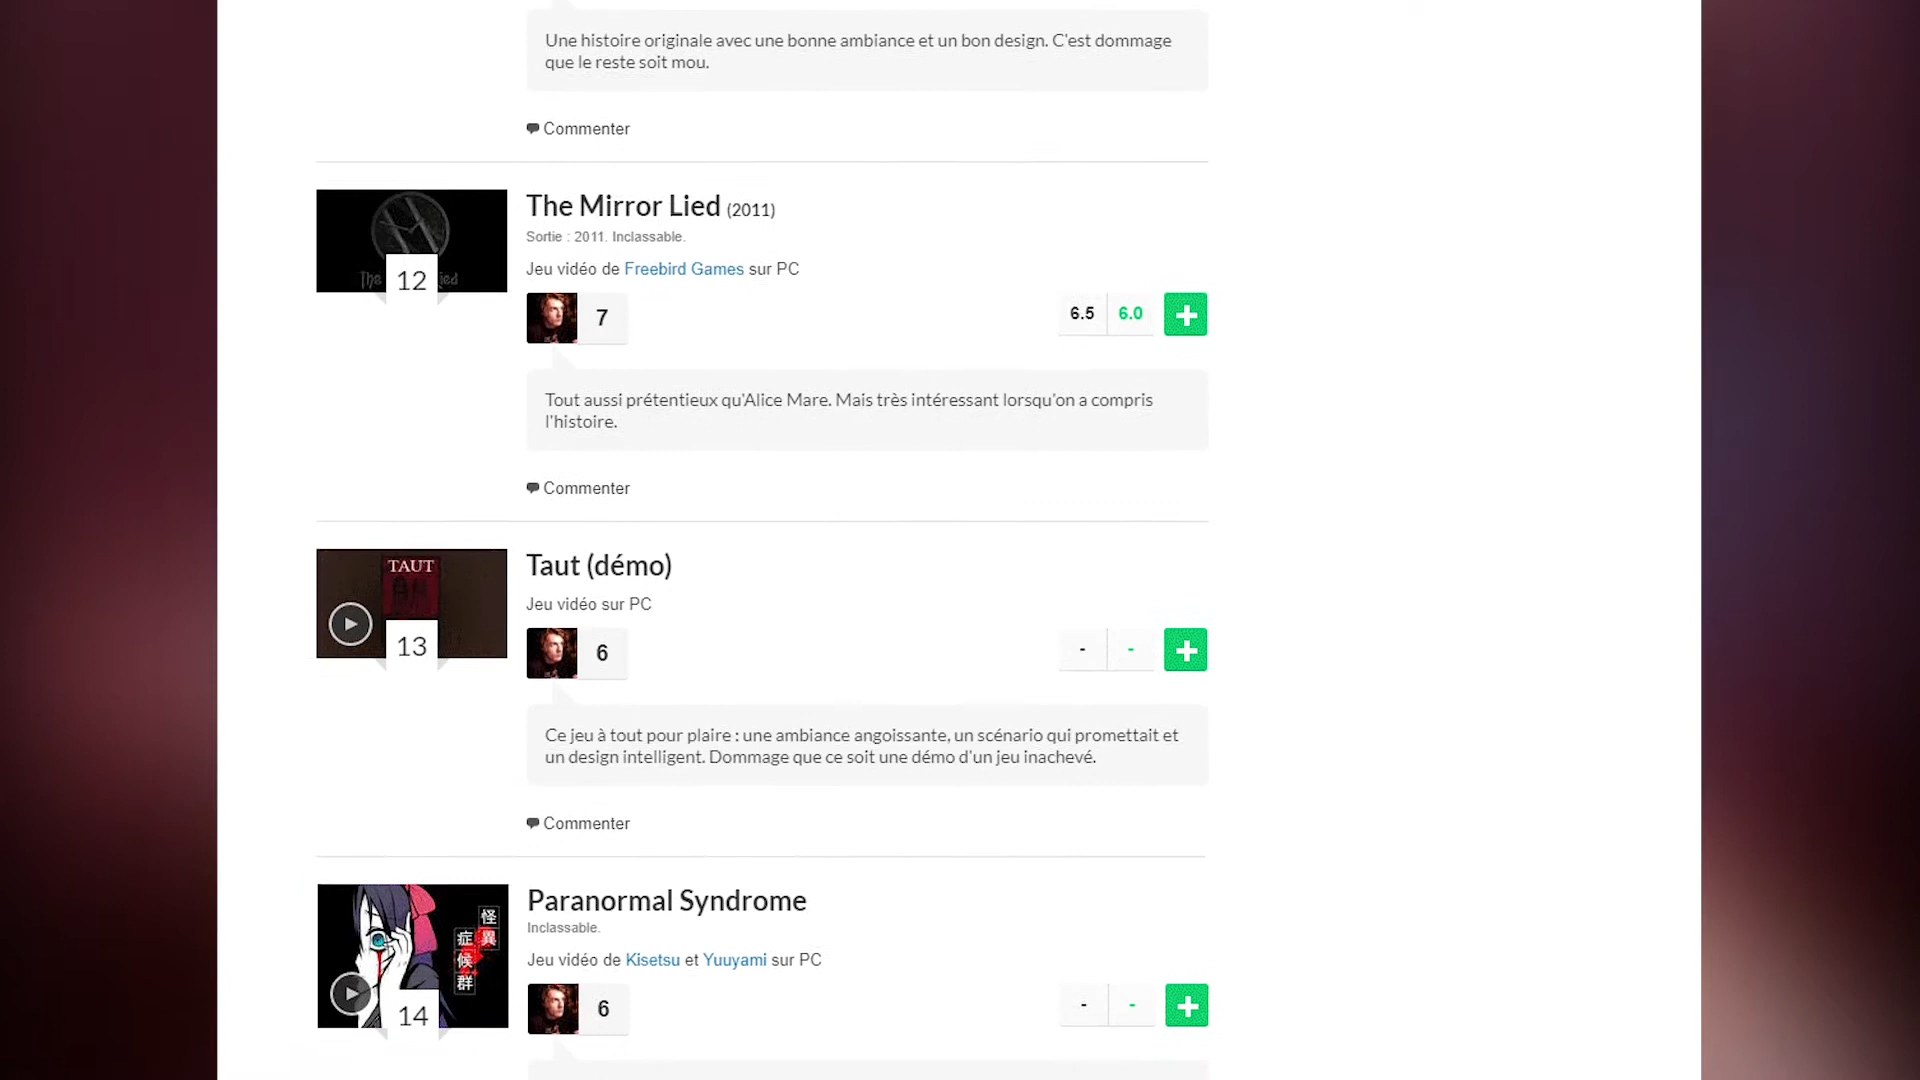 Une histoire originale avec une bonne ambiance et un bon design. C'est dommage
que le reste soit mou.
Commenter
The Mirror Lied (2011)
Sortie : 2011. Inclassable.
Jeu vidéo de Freebird Games sur PC
The ied
12
7
6.5 6.0
Tout aussi prétentieux qu'Alice Mare. Mais très intéressant lorsqu'on a compris
l'histoire.
Commenter
TAUT
13
Taut (démo)
Jeu vidéo sur PC
6
- -
Ce jeu à tout pour plaire : une ambiance angoissante, un scénario qui promettait et
un design intelligent. Dommage que ce soit une démo d'un jeu inachevé.
Commenter
怪異
症候群
14
Paranormal Syndrome
Inclassable.
Jeu vidéo de Kisetsu et Yuuyami sur PC
6
- -